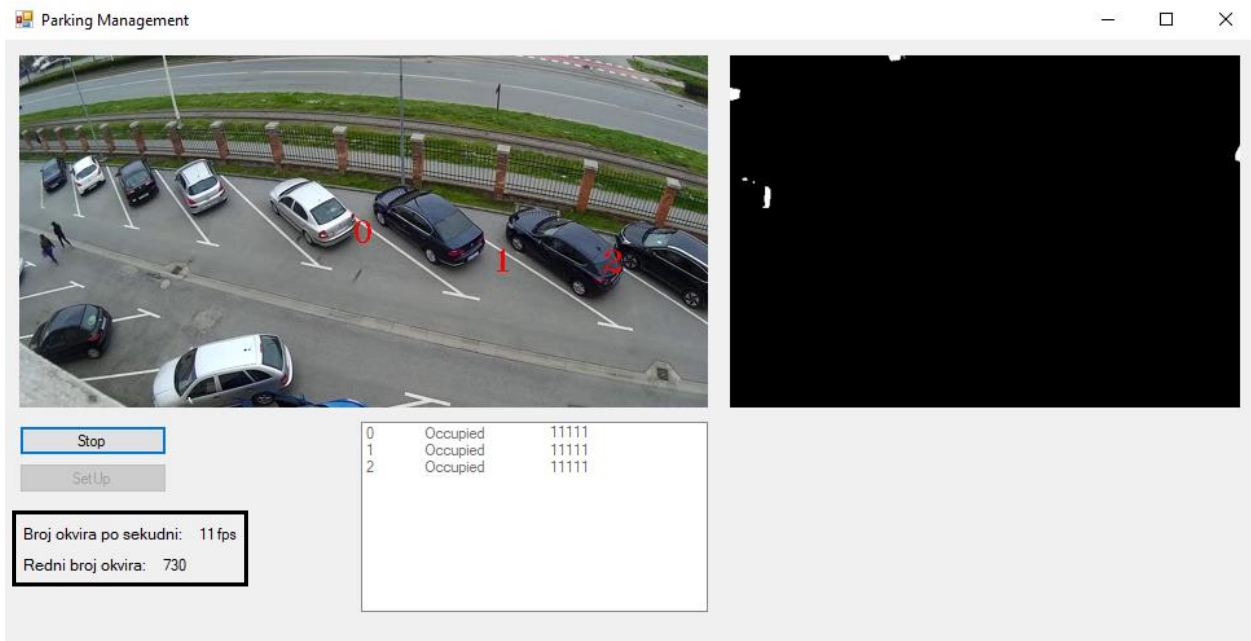 Parking Management
0
1
2
Stop
SetUp
0 Occupied 11111
1 Occupied 11111
2 Occupied 11111
Broj okvira po sekudni: 11 fps
Redni broj okvira: 730